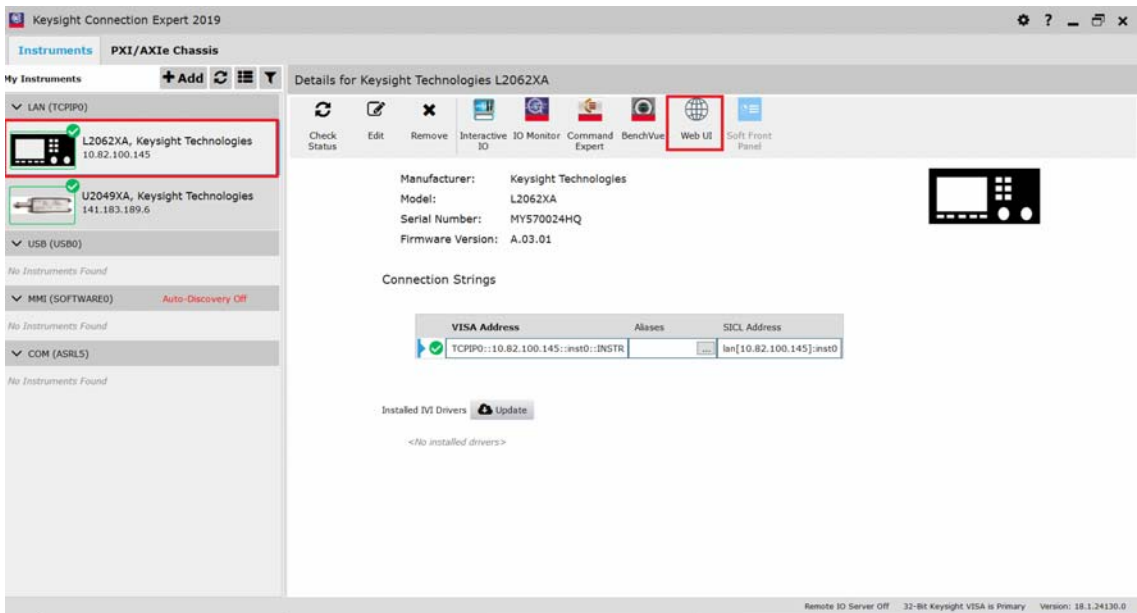 Keysight Connection Expert 2019
Instruments PXI/AXIe Chassis
My Instruments
Add
LAN (TCPIP0)
L2062XA, Keysight Technologies
10.82.100.145
U2049XA, Keysight Technologies
141.183.189.6
USB (USB0)
No Instruments Found
MMI (SOFTWARE0) Auto-Discovery Off
No Instruments Found
COM (ASRL5)
No Instruments Found
Details for Keysight Technologies L2062XA
Check Status
Edit
Remove
Interactive IO
IO Monitor
Command Expert
BenchVue
Web UI
Soft Front Panel
Manufacturer: Keysight Technologies
Model: L2062XA
Serial Number: MY570024HQ
Firmware Version: A.03.01
Connection Strings
VISA Address Aliases SICL Address
TCPIP0::10.82.100.145::inst0::INSTR ... lan[10.82.100.145]:inst0
Installed IVI Drivers Update
<No installed drivers>
Remote IO Server Off 32-Bit Keysight VISA is Primary Version: 18.1.24130.0